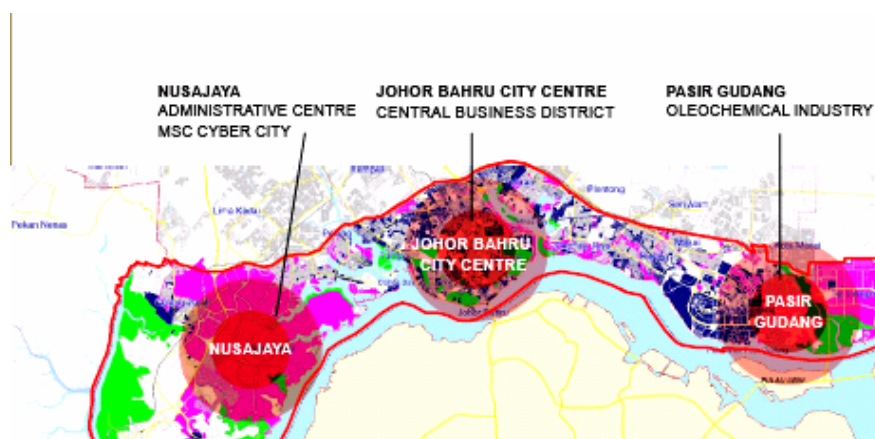 NUSAJAYA
ADMINISTRATIVE CENTRE
MSC CYBER CITY
JOHOR BAHRU CITY CENTRE
CENTRAL BUSINESS DISTRICT
PASIR GUDANG
OLEOCHEMICAL INDUSTRY
Plentong
Lima Kedai
Pekan Nenas
JOHOR BAHRU
CITY CENTRE
PASIR
GUDANG
NUSAJAYA